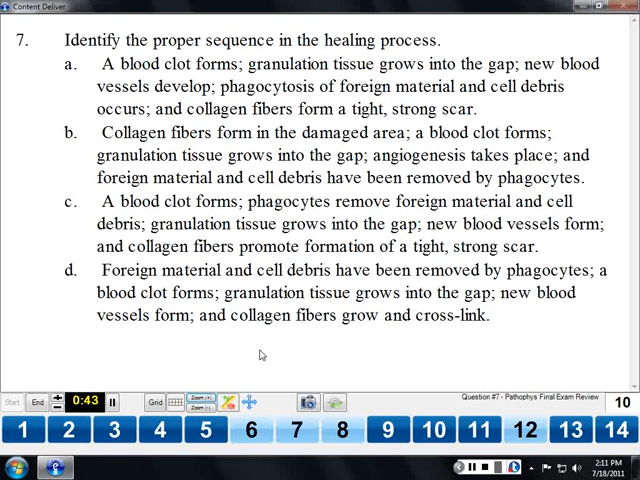 Content Deliver
7. Identify the proper sequence in the healing process.
a. A blood clot forms; granulation tissue grows into the gap; new blood
vessels develop; phagocytosis of foreign material and cell debris
occurs; and collagen fibers form a tight, strong scar.
b. Collagen fibers form in the damaged area; a blood clot forms;
granulation tissue grows into the gap; angiogenesis takes place; and
foreign material and cell debris have been removed by phagocytes.
c. A blood clot forms; phagocytes remove foreign material and cell
debris; granulation tissue grows into the gap; new blood vessels form;
and collagen fibers promote formation of a tight, strong scar.
d. Foreign material and cell debris have been removed by phagocytes; a
blood clot forms; granulation tissue grows into the gap; new blood
vessels form; and collagen fibers grow and cross-link.
Question #7 - Pathophys Final Exam Review
Start End + - 0:43 Grid Zoom (+) Zoom (-) 10
1 2 3 4 5 6 7 8 9 10 11 12 13 14
2:11 PM
7/18/2011